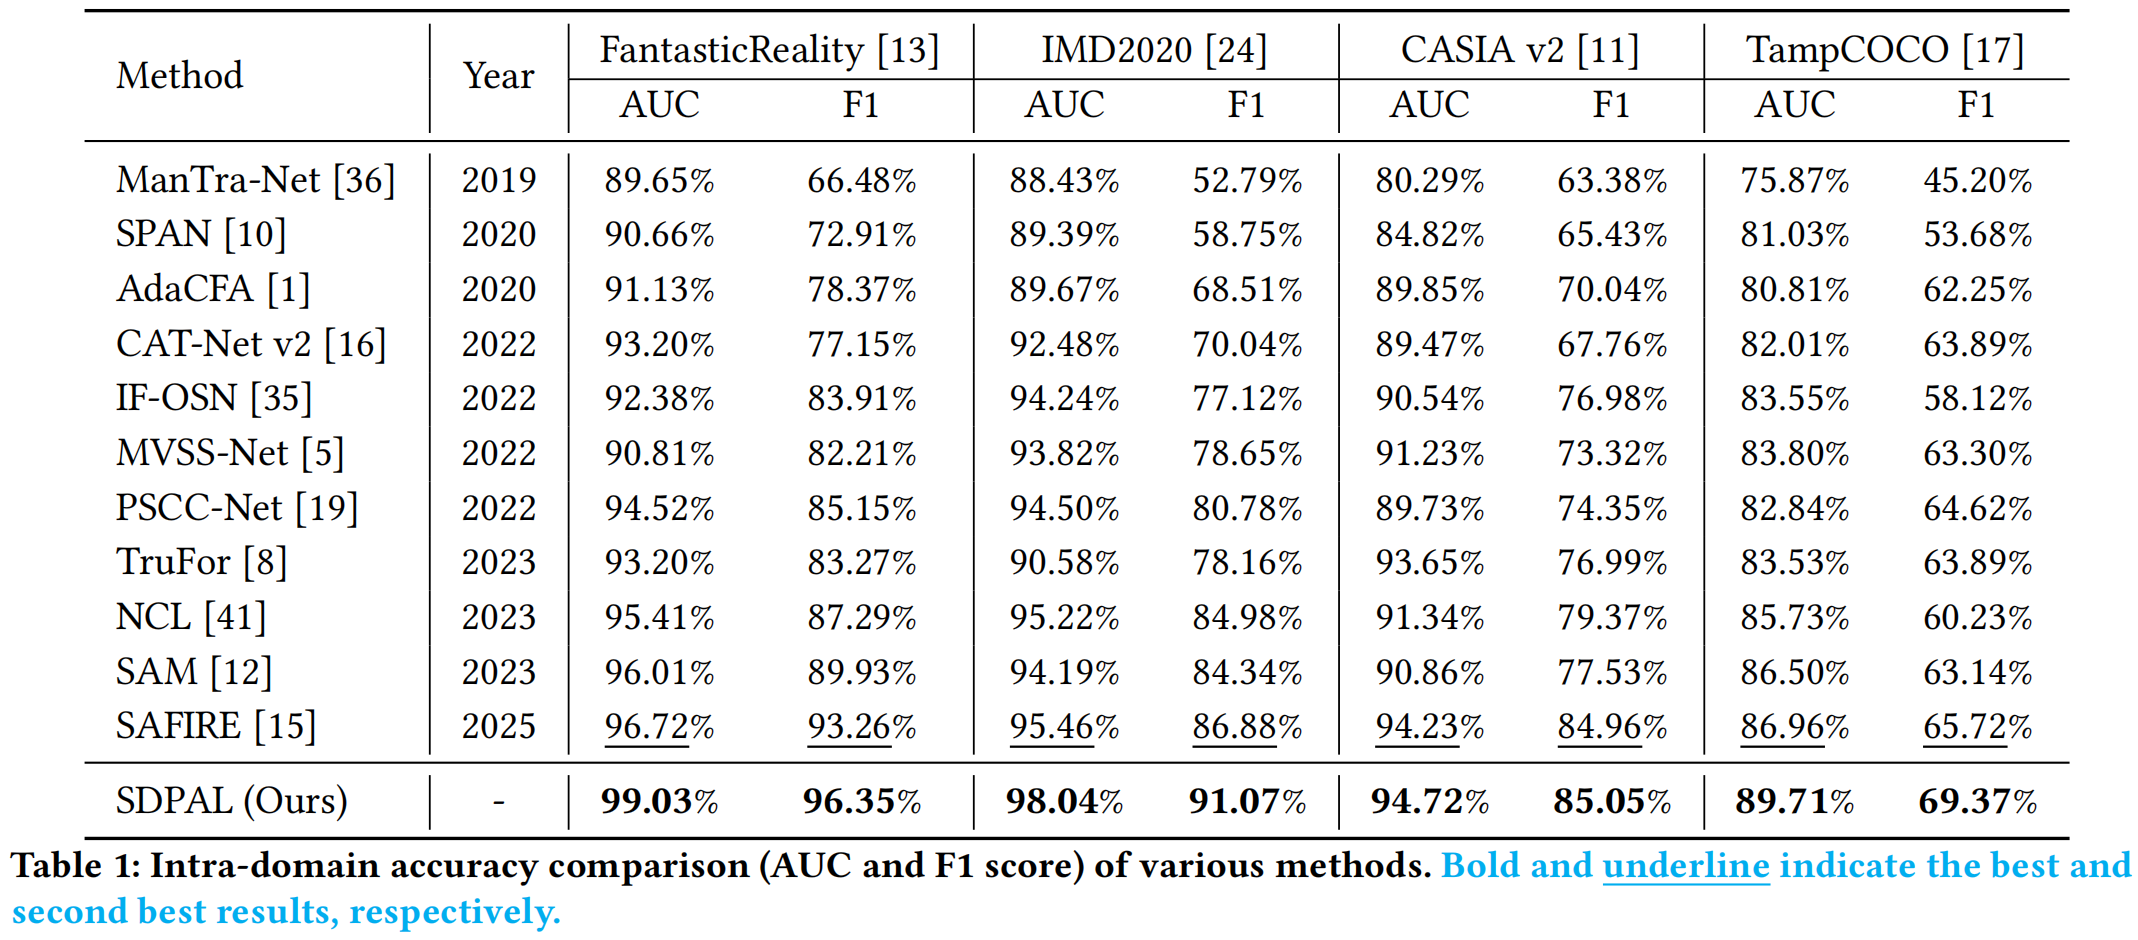 Method Year FantasticReality [13] IMD2020 [24] CASIA v2 [11] TampCOCO [17]
AUC F1 AUC F1 AUC F1 AUC F1
ManTra-Net [36] 2019 89.65% 66.48% 88.43% 52.79% 80.29% 63.38% 75.87% 45.20%
SPAN [10] 2020 90.66% 72.91% 89.39% 58.75% 84.82% 65.43% 81.03% 53.68%
AdaCFA [1] 2020 91.13% 78.37% 89.67% 68.51% 89.85% 70.04% 80.81% 62.25%
CAT-Net v2 [16] 2022 93.20% 77.15% 92.48% 70.04% 89.47% 67.76% 82.01% 63.89%
IF-OSN [35] 2022 92.38% 83.91% 94.24% 77.12% 90.54% 76.98% 83.55% 58.12%
MVSS-Net [5] 2022 90.81% 82.21% 93.82% 78.65% 91.23% 73.32% 83.80% 63.30%
PSCC-Net [19] 2022 94.52% 85.15% 94.50% 80.78% 89.73% 74.35% 82.84% 64.62%
TruFor [8] 2023 93.20% 83.27% 90.58% 78.16% 93.65% 76.99% 83.53% 63.89%
NCL [41] 2023 95.41% 87.29% 95.22% 84.98% 91.34% 79.37% 85.73% 60.23%
SAM [12] 2023 96.01% 89.93% 94.19% 84.34% 90.86% 77.53% 86.50% 63.14%
SAFIRE [15] 2025 96.72% 93.26% 95.46% 86.88% 94.23% 84.96% 86.96% 65.72%
SDPAL (Ours) - 99.03% 96.35% 98.04% 91.07% 94.72% 85.05% 89.71% 69.37%
Table 1: Intra-domain accuracy comparison (AUC and F1 score) of various methods. Bold and underline indicate the best and
second best results, respectively.